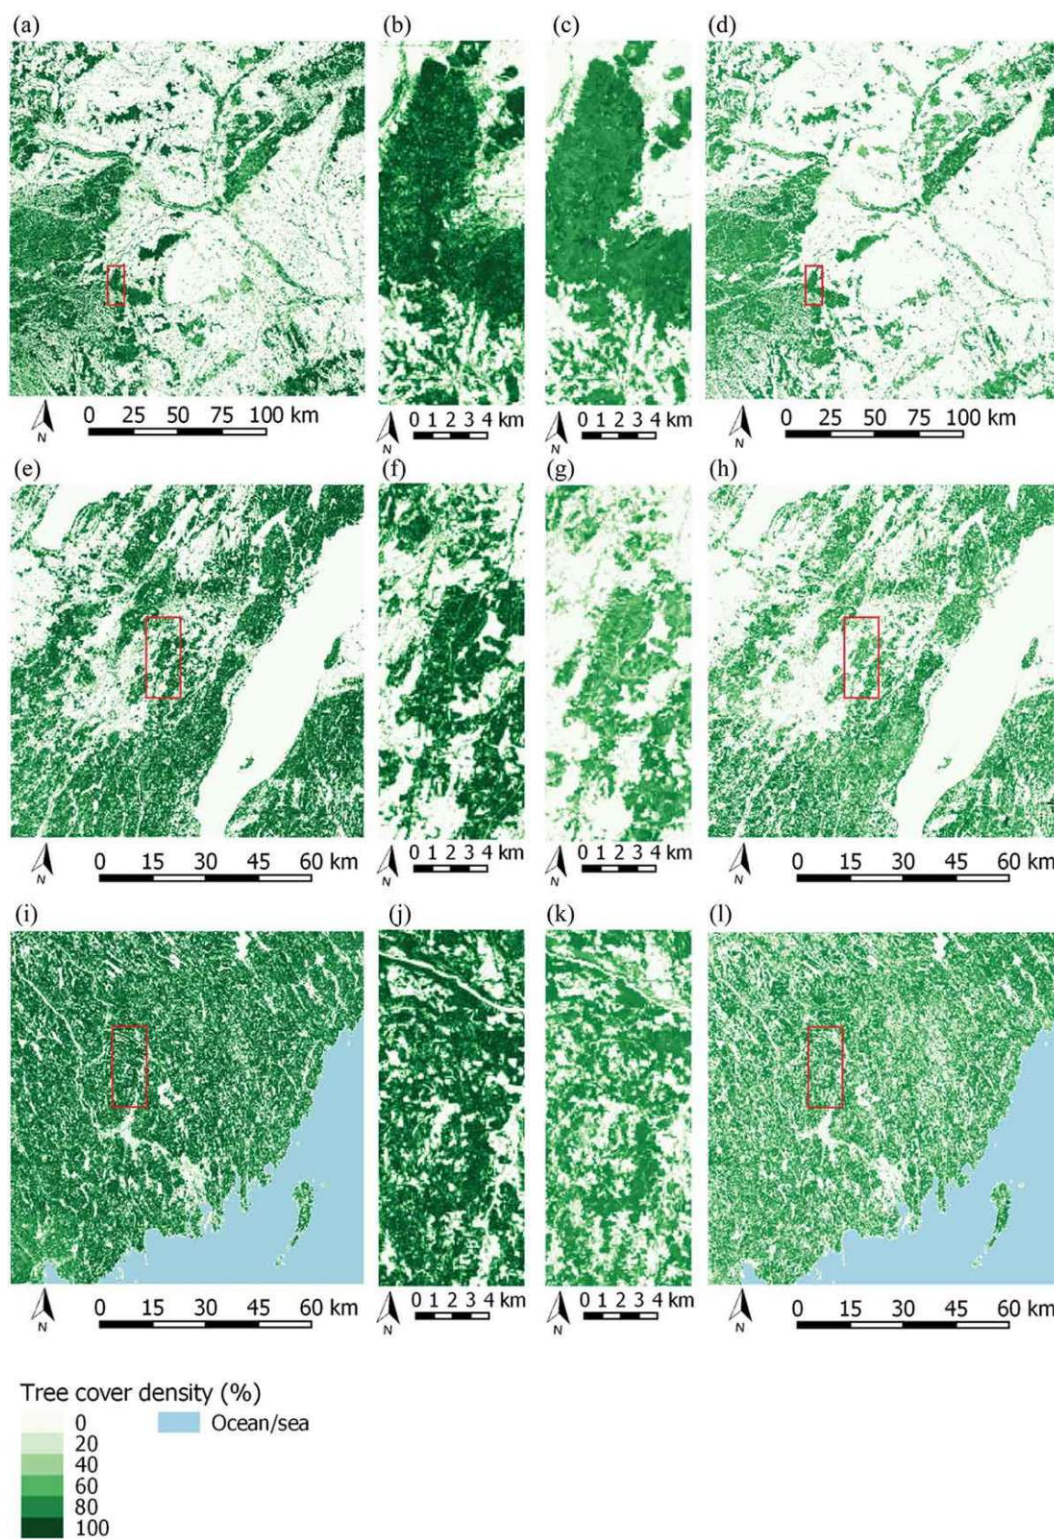 (a) (b) (c) (d)
N 0 25 50 75 100 km N 0 1 2 3 4 km N 0 1 2 3 4 km N 0 25 50 75 100 km
(e) (f) (g) (h)
N 0 15 30 45 60 km N 0 1 2 3 4 km N 0 1 2 3 4 km N 0 15 30 45 60 km
(i) (j) (k) (l)
N 0 15 30 45 60 km N 0 1 2 3 4 km N 0 1 2 3 4 km N 0 15 30 45 60 km
Tree cover density (%)
0 Ocean/sea
20
40
60
80
100